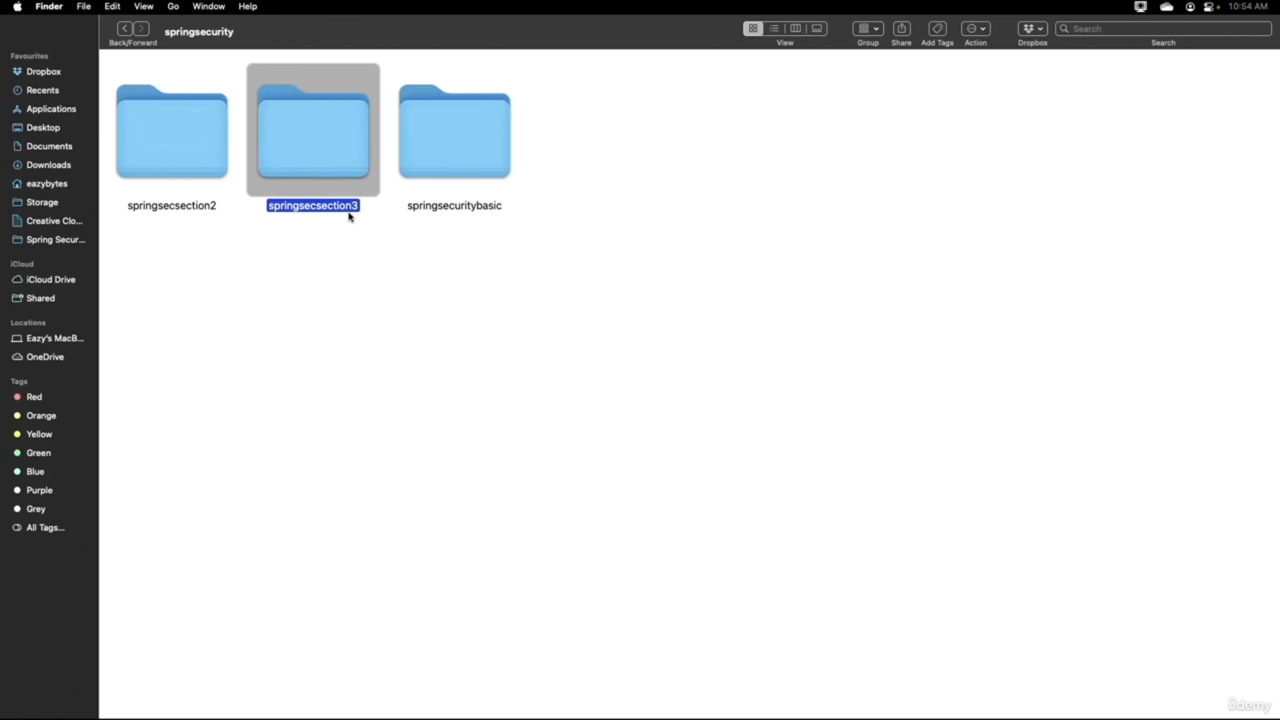 Finder File Edit View Go Window Help 10:54 AM
springsecurity
Search
Back/Forward View Group Share Add Tags Action Dropbox Search
Favourites
Dropbox
Recents
Applications
Desktop
Documents
Downloads
eazybytes
Storage
Creative Clo...
Spring Secur...
iCloud
iCloud Drive
Shared
Locations
Eazy's MacB...
OneDrive
Tags
Red
Orange
Yellow
Green
Blue
Purple
Grey
All Tags...
springsecsection2 springsecsection3 springsecuritybasic
ûdemy